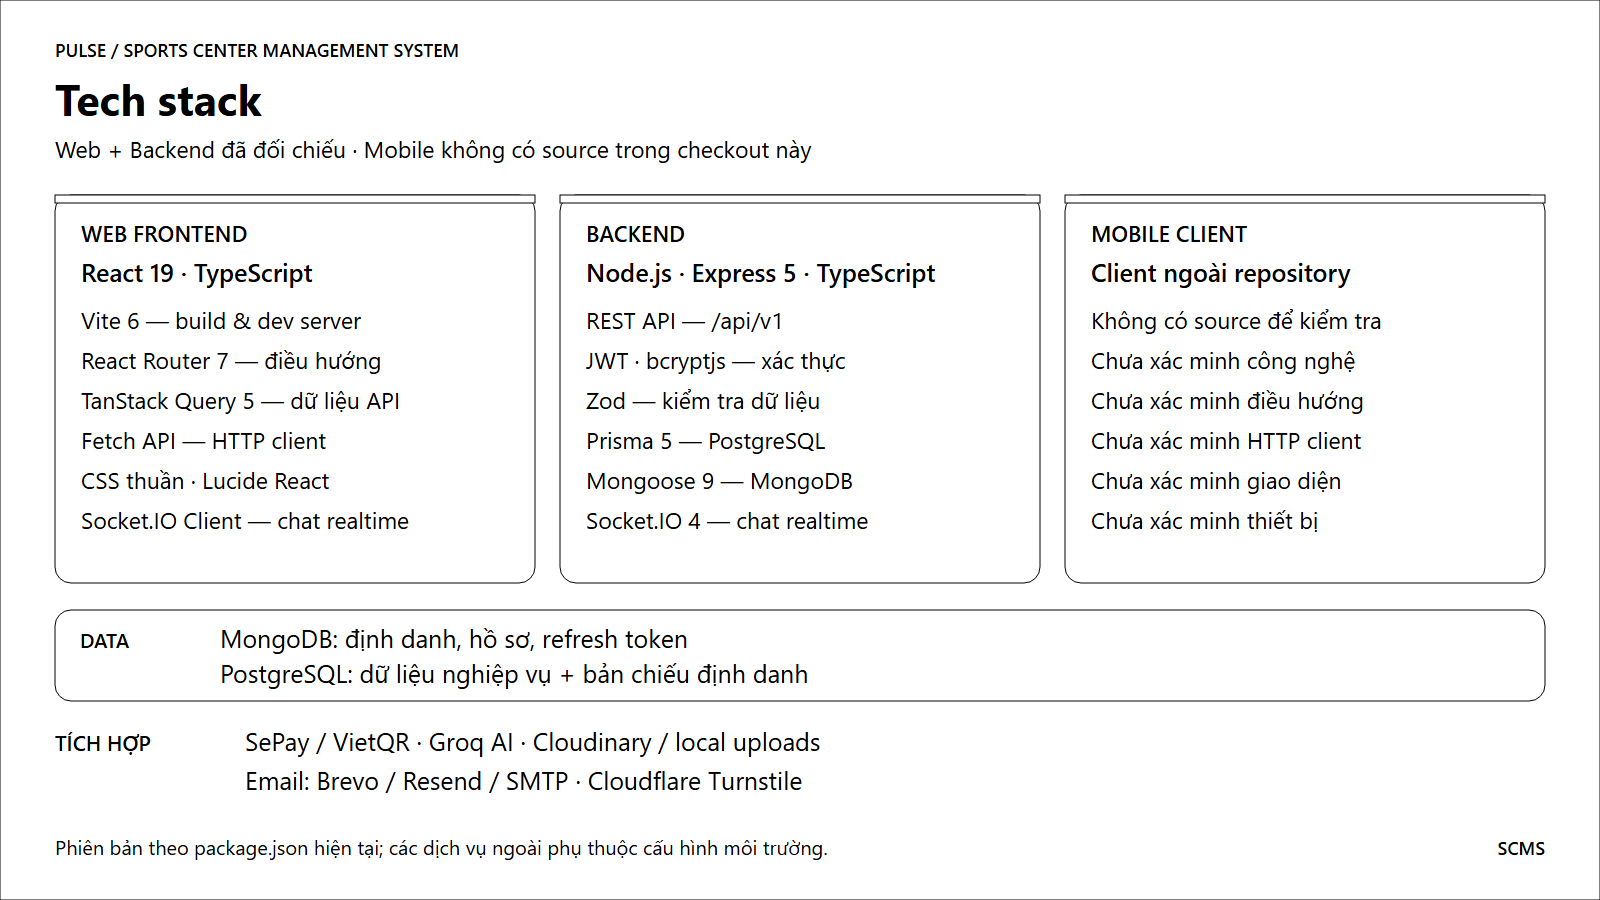 PULSE / SPORTS CENTER MANAGEMENT SYSTEM
Tech stack
Web + Backend đã đối chiếu · Mobile không có source trong checkout này
WEB FRONTEND
React 19 · TypeScript
Vite 6 — build & dev server
React Router 7 — điều hướng
TanStack Query 5 — dữ liệu API
Fetch API — HTTP client
CSS thuần · Lucide React
Socket.IO Client — chat realtime
BACKEND
Node.js · Express 5 · TypeScript
REST API — /api/v1
JWT · bcryptjs — xác thực
Zod — kiểm tra dữ liệu
Prisma 5 — PostgreSQL
Mongoose 9 — MongoDB
Socket.IO 4 — chat realtime
MOBILE CLIENT
Client ngoài repository
Không có source để kiểm tra
Chưa xác minh công nghệ
Chưa xác minh điều hướng
Chưa xác minh HTTP client
Chưa xác minh giao diện
Chưa xác minh thiết bị
DATA
MongoDB: định danh, hồ sơ, refresh token
PostgreSQL: dữ liệu nghiệp vụ + bản chiếu định danh
TÍCH HỢP
SePay / VietQR · Groq AI · Cloudinary / local uploads
Email: Brevo / Resend / SMTP · Cloudflare Turnstile
Phiên bản theo package.json hiện tại; các dịch vụ ngoài phụ thuộc cấu hình môi trường.
SCMS